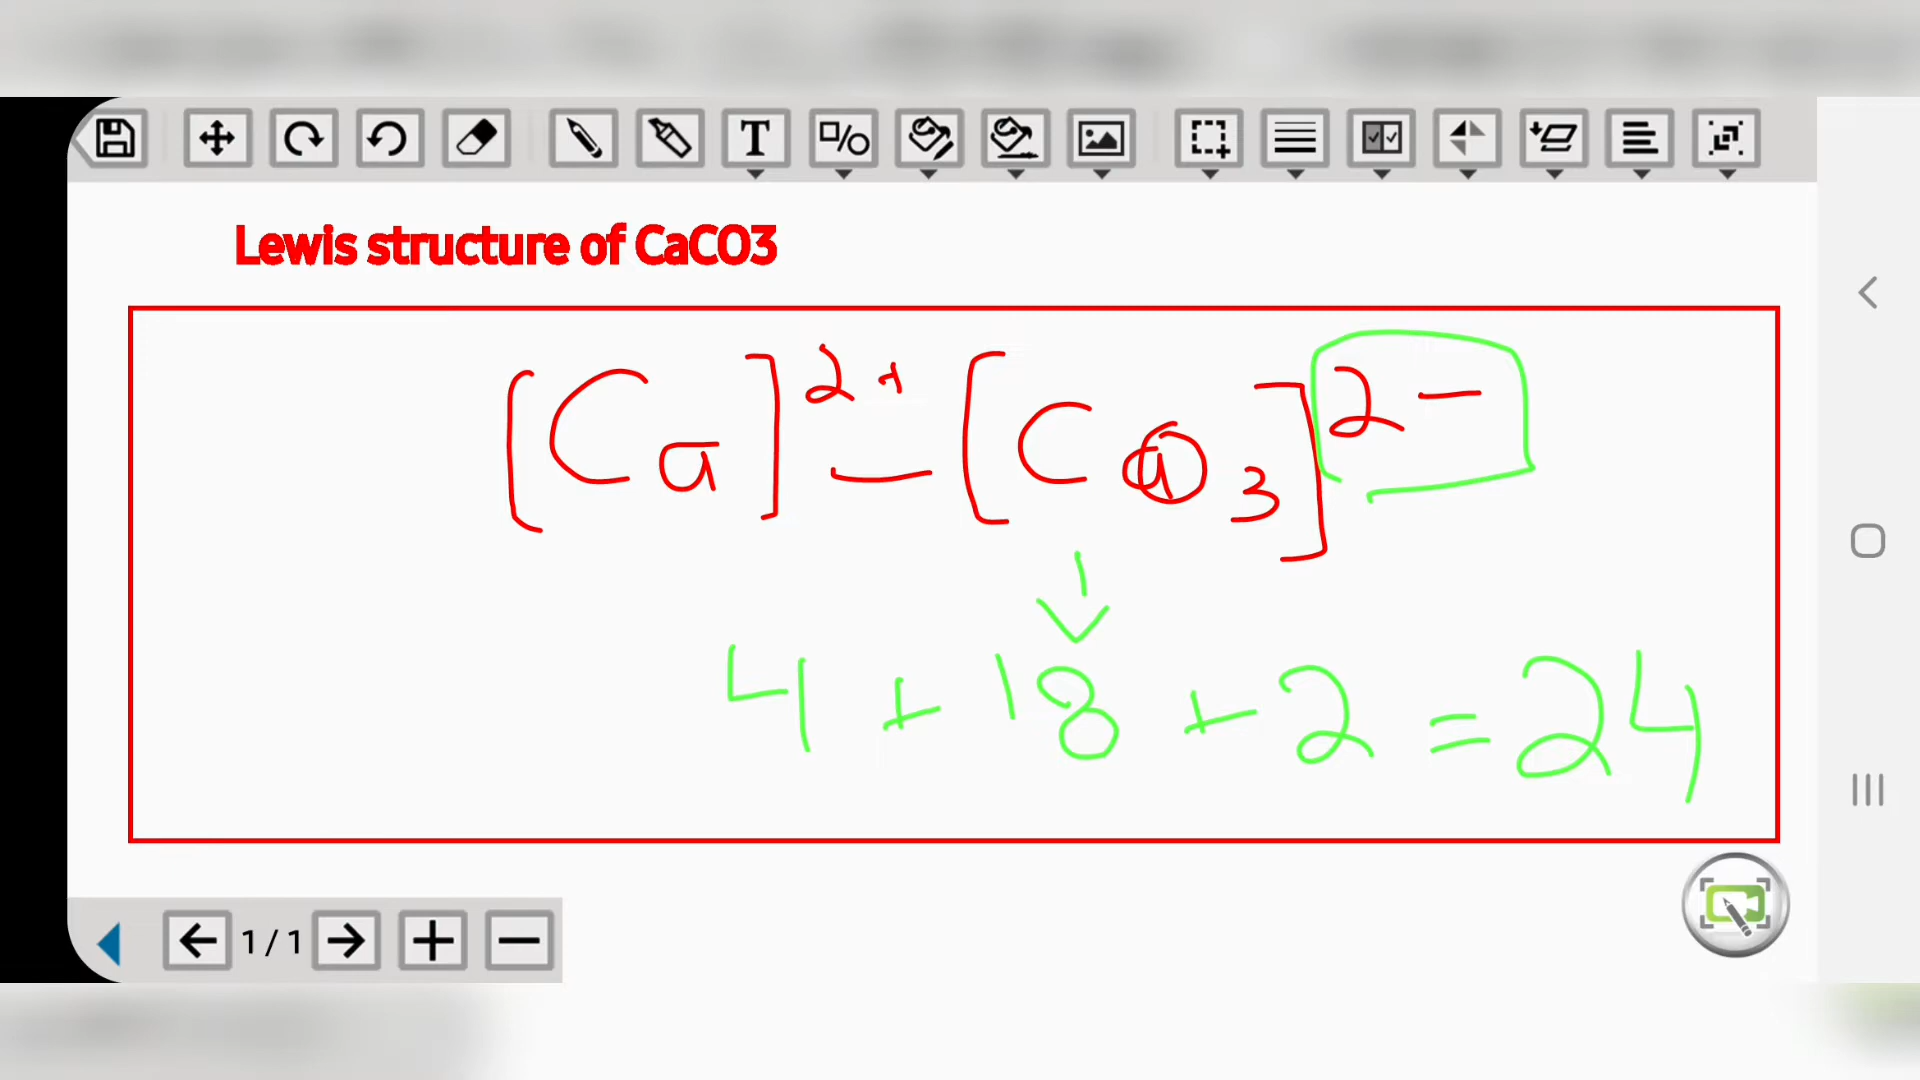 Lewis structure of CaCO3
[Ca]²⁺ — [CO₃]²⁻
4 + 18 + 2 = 24
1 / 1